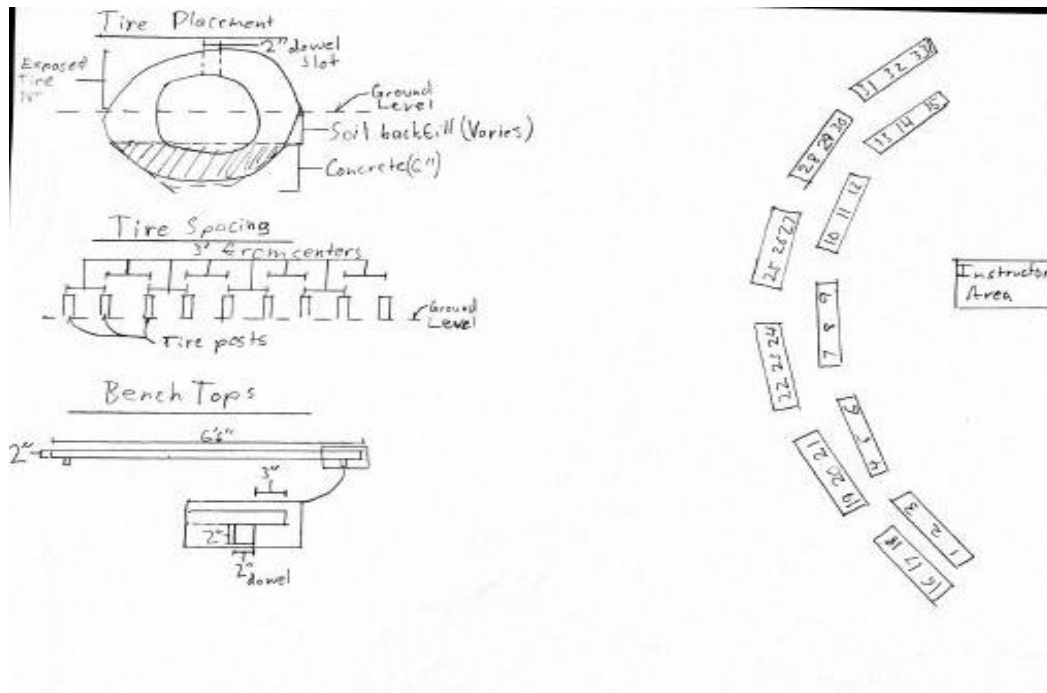 Tire Placement
2" dowel
slot
Exposed
Tire
Ground
Level
Soil backfill (Varies)
Concrete (6")
Tire Spacing
3' from centers
Ground
Level
Tire posts
Bench Tops
6'6"
2"
3"
2"
2"
dowel
31 32 33
13 14 15
28 29 30
10 11 12
25 26 27
Instructor
Area
7 8 9
22 23 24
4 5 6
19 20 21
1 2 3
16 17 18